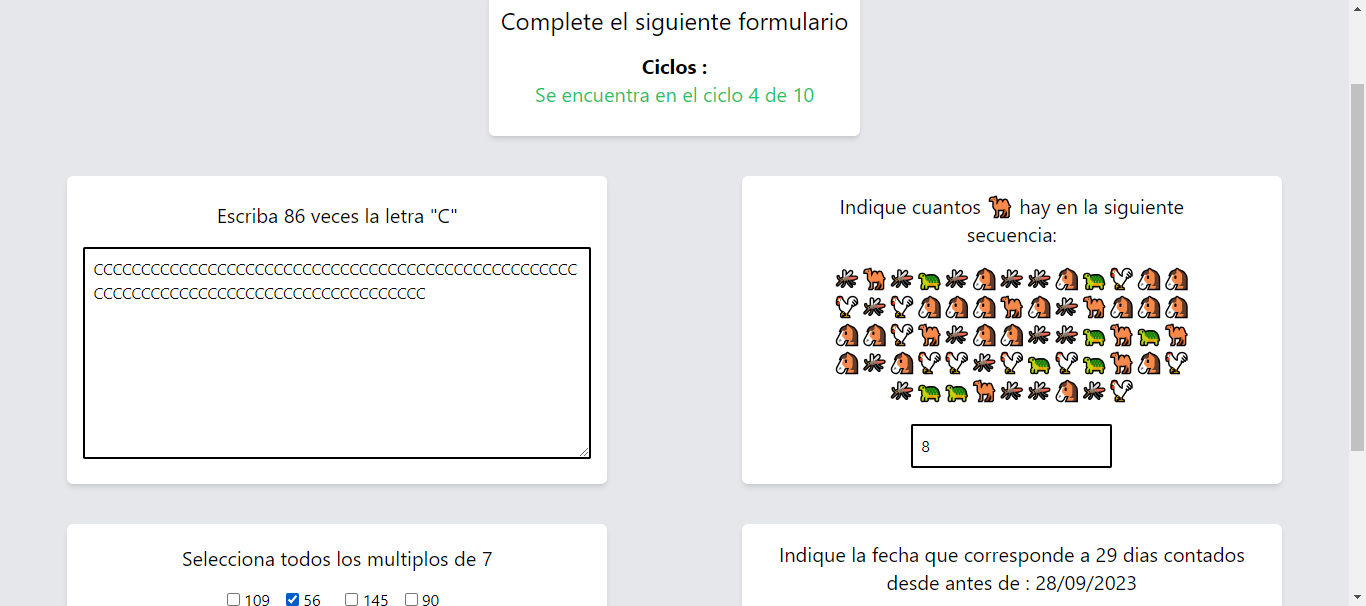 Complete el siguiente formulario
Ciclos :
Se encuentra en el ciclo 4 de 10
Escriba 86 veces la letra "C"
CCCCCCCCCCCCCCCCCCCCCCCCCCCCCCCCCCCCCCCCCCCCCCCCCCC
CCCCCCCCCCCCCCCCCCCCCCCCCCCCCCCCCCC
Indique cuantos 🐫 hay en la siguiente
secuencia:
8
Selecciona todos los multiplos de 7
109 56 145 90
Indique la fecha que corresponde a 29 dias contados
desde antes de : 28/09/2023